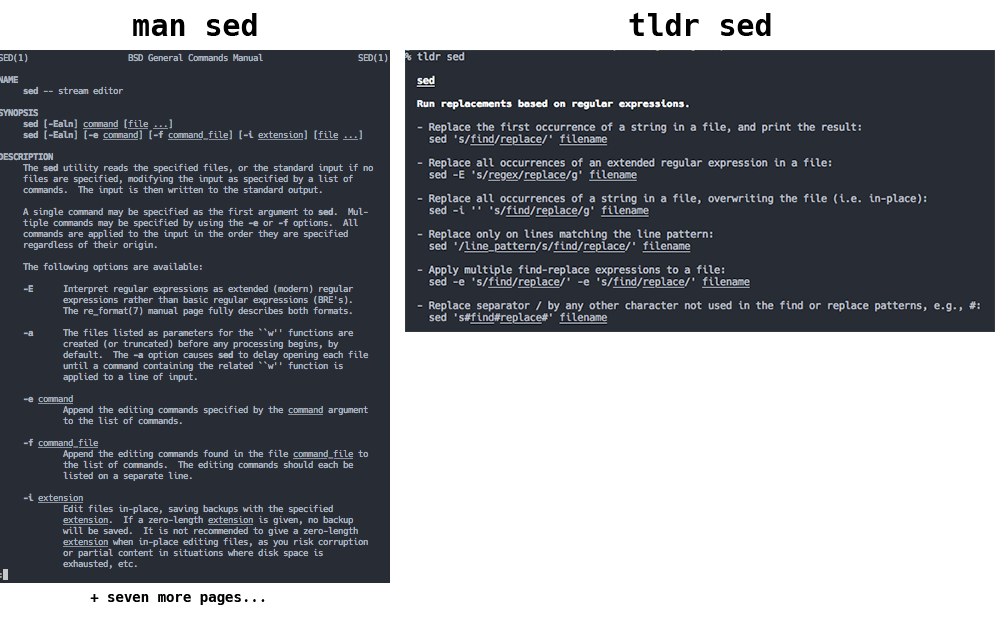 man sed
SED(1) BSD General Commands Manual SED(1)
NAME
sed -- stream editor
SYNOPSIS
sed [-Ealn] command [file ...]
sed [-Ealn] [-e command] [-f command_file] [-i extension] [file ...]
DESCRIPTION
The sed utility reads the specified files, or the standard input if no
files are specified, modifying the input as specified by a list of
commands. The input is then written to the standard output.
A single command may be specified as the first argument to sed. Mul-
tiple commands may be specified by using the -e or -f options. All
commands are applied to the input in the order they are specified
regardless of their origin.
The following options are available:
-E Interpret regular expressions as extended (modern) regular
expressions rather than basic regular expressions (BRE's).
The re_format(7) manual page fully describes both formats.
-a The files listed as parameters for the ``w'' functions are
created (or truncated) before any processing begins, by
default. The -a option causes sed to delay opening each file
until a command containing the related ``w'' function is
applied to a line of input.
-e command
Append the editing commands specified by the command argument
to the list of commands.
-f command_file
Append the editing commands found in the file command_file to
the list of commands. The editing commands should each be
listed on a separate line.
-i extension
Edit files in-place, saving backups with the specified
extension. If a zero-length extension is given, no backup
will be saved. It is not recommended to give a zero-length
extension when in-place editing files, as you risk corruption
or partial content in situations where disk space is
exhausted, etc.
:
+ seven more pages...
tldr sed
% tldr sed
sed
Run replacements based on regular expressions.
- Replace the first occurrence of a string in a file, and print the result:
sed 's/find/replace/' filename
- Replace all occurrences of an extended regular expression in a file:
sed -E 's/regex/replace/g' filename
- Replace all occurrences of a string in a file, overwriting the file (i.e. in-place):
sed -i '' 's/find/replace/g' filename
- Replace only on lines matching the line pattern:
sed '/line_pattern/s/find/replace/' filename
- Apply multiple find-replace expressions to a file:
sed -e 's/find/replace/' -e 's/find/replace/' filename
- Replace separator / by any other character not used in the find or replace patterns, e.g., #:
sed 's#find#replace#' filename